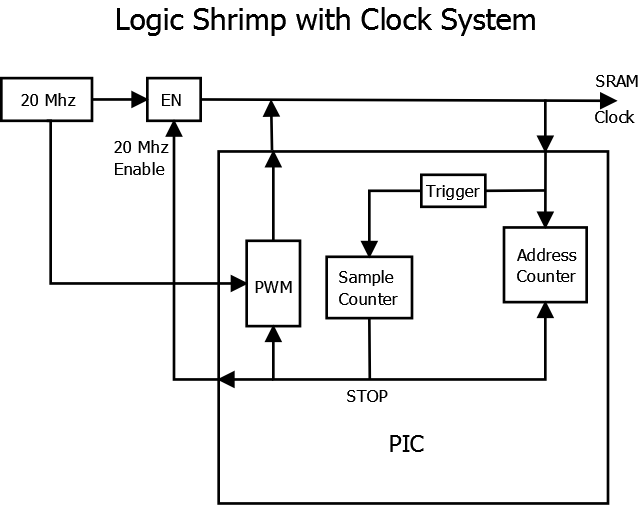 Logic Shrimp with Clock System
SRAM
Clock
20 Mhz
EN
20 Mhz
Enable
Trigger
Address
Counter
PWM
Sample
Counter
STOP
PIC